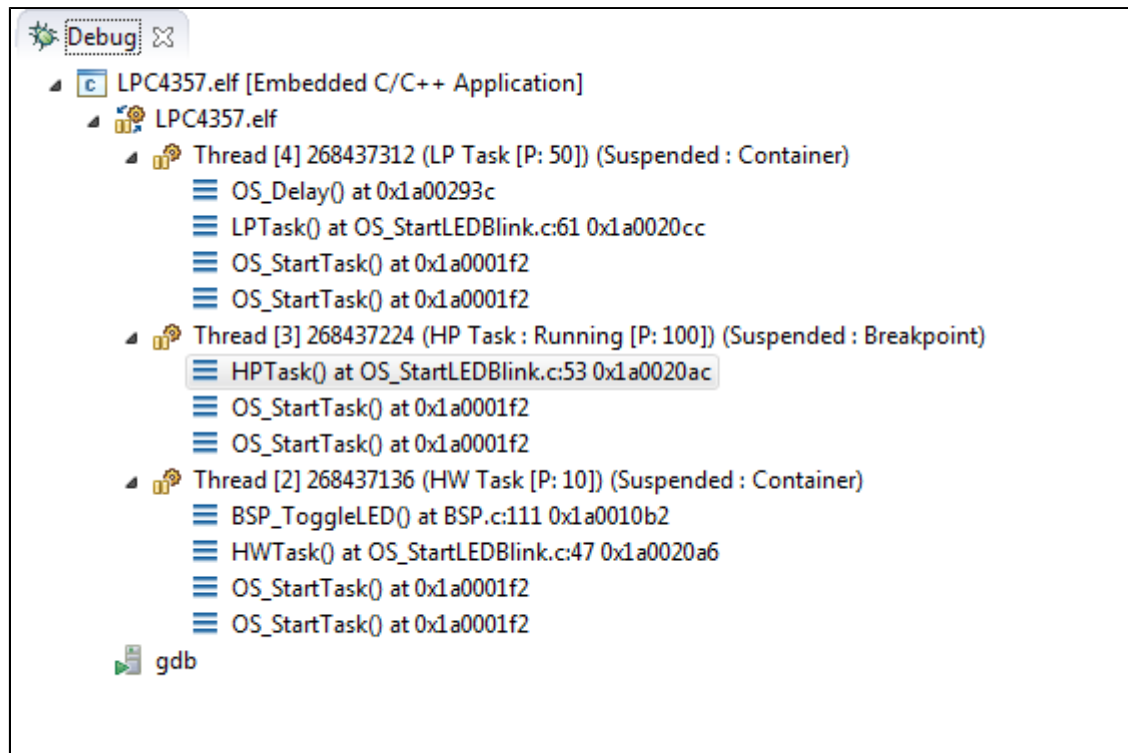 Debug
LPC4357.elf [Embedded C/C++ Application]
LPC4357.elf
Thread [4] 268437312 (LP Task [P: 50]) (Suspended : Container)
OS_Delay() at 0x1a00293c
LPTask() at OS_StartLEDBlink.c:61 0x1a0020cc
OS_StartTask() at 0x1a0001f2
OS_StartTask() at 0x1a0001f2
Thread [3] 268437224 (HP Task : Running [P: 100]) (Suspended : Breakpoint)
HPTask() at OS_StartLEDBlink.c:53 0x1a0020ac
OS_StartTask() at 0x1a0001f2
OS_StartTask() at 0x1a0001f2
Thread [2] 268437136 (HW Task [P: 10]) (Suspended : Container)
BSP_ToggleLED() at BSP.c:111 0x1a0010b2
HWTask() at OS_StartLEDBlink.c:47 0x1a0020a6
OS_StartTask() at 0x1a0001f2
OS_StartTask() at 0x1a0001f2
gdb